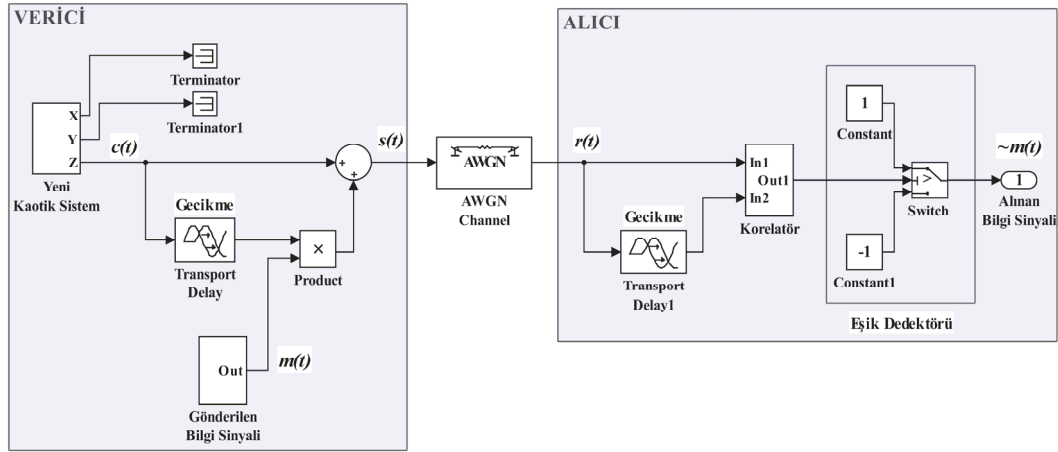 VERİCİ
Terminator
Terminator1
X
Y
Z
Yeni
Kaotik Sistem
c(t)
s(t)
+
+
Gecikme
Transport
Delay
×
Product
Out
m(t)
Gönderilen
Bilgi Sinyali
AWGN
AWGN
Channel
ALICI
r(t)
Gecikme
Transport
Delay1
In1
Out1
In2
Korelatör
1
Constant
>
Switch
-1
Constant1
Eşik Dedektörü
~m(t)
1
Alınan
Bilgi Sinyali